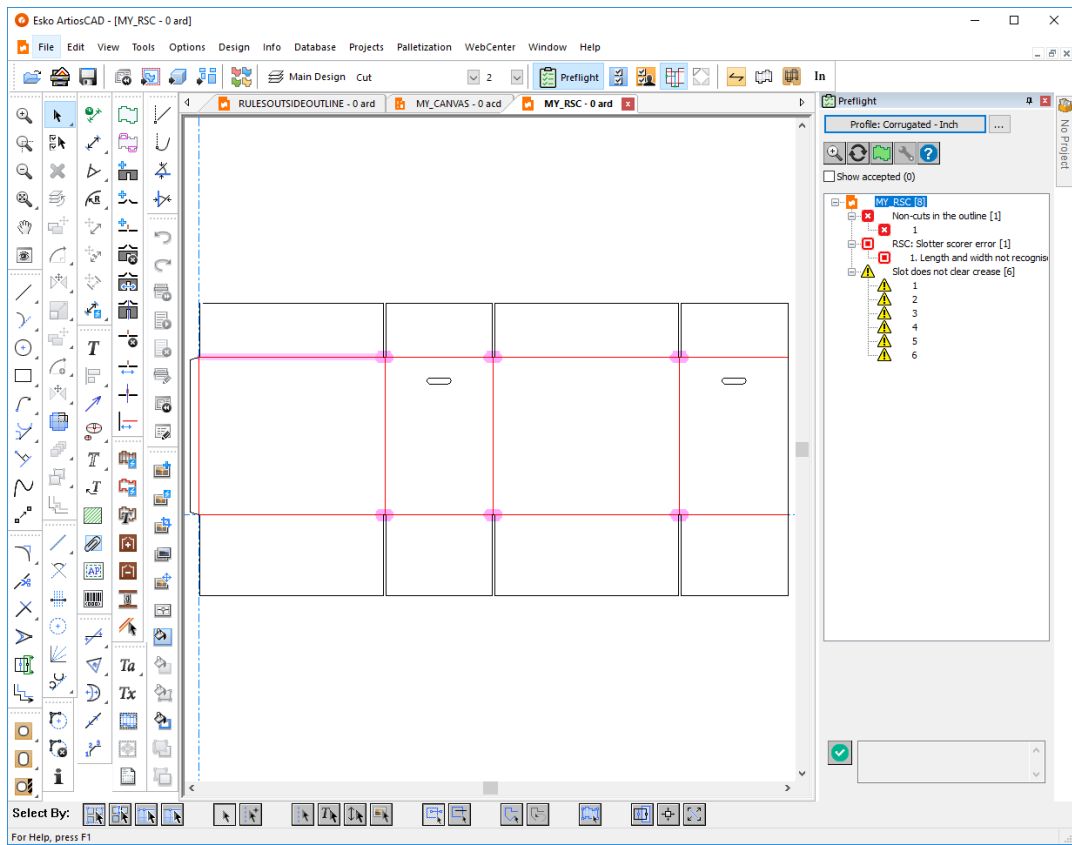 Esko ArtiosCAD - [MY_RSC - 0 ard]
File Edit View Tools Options Design Info Database Projects Palletization WebCenter Window Help
Main Design Cut 2 Preflight In
RULESOUTSIDEOUTLINE - 0 ard MY_CANVAS - 0 acd MY_RSC - 0 ard
Preflight
No Project
Profile: Corrugated - Inch ...
Show accepted (0)
MY_RSC [8]
Non-cuts in the outline [1]
1
RSC: Slotter scorer error [1]
1. Length and width not recognise
Slot does not clear crease [6]
1
2
3
4
5
6
Select By:
For Help, press F1